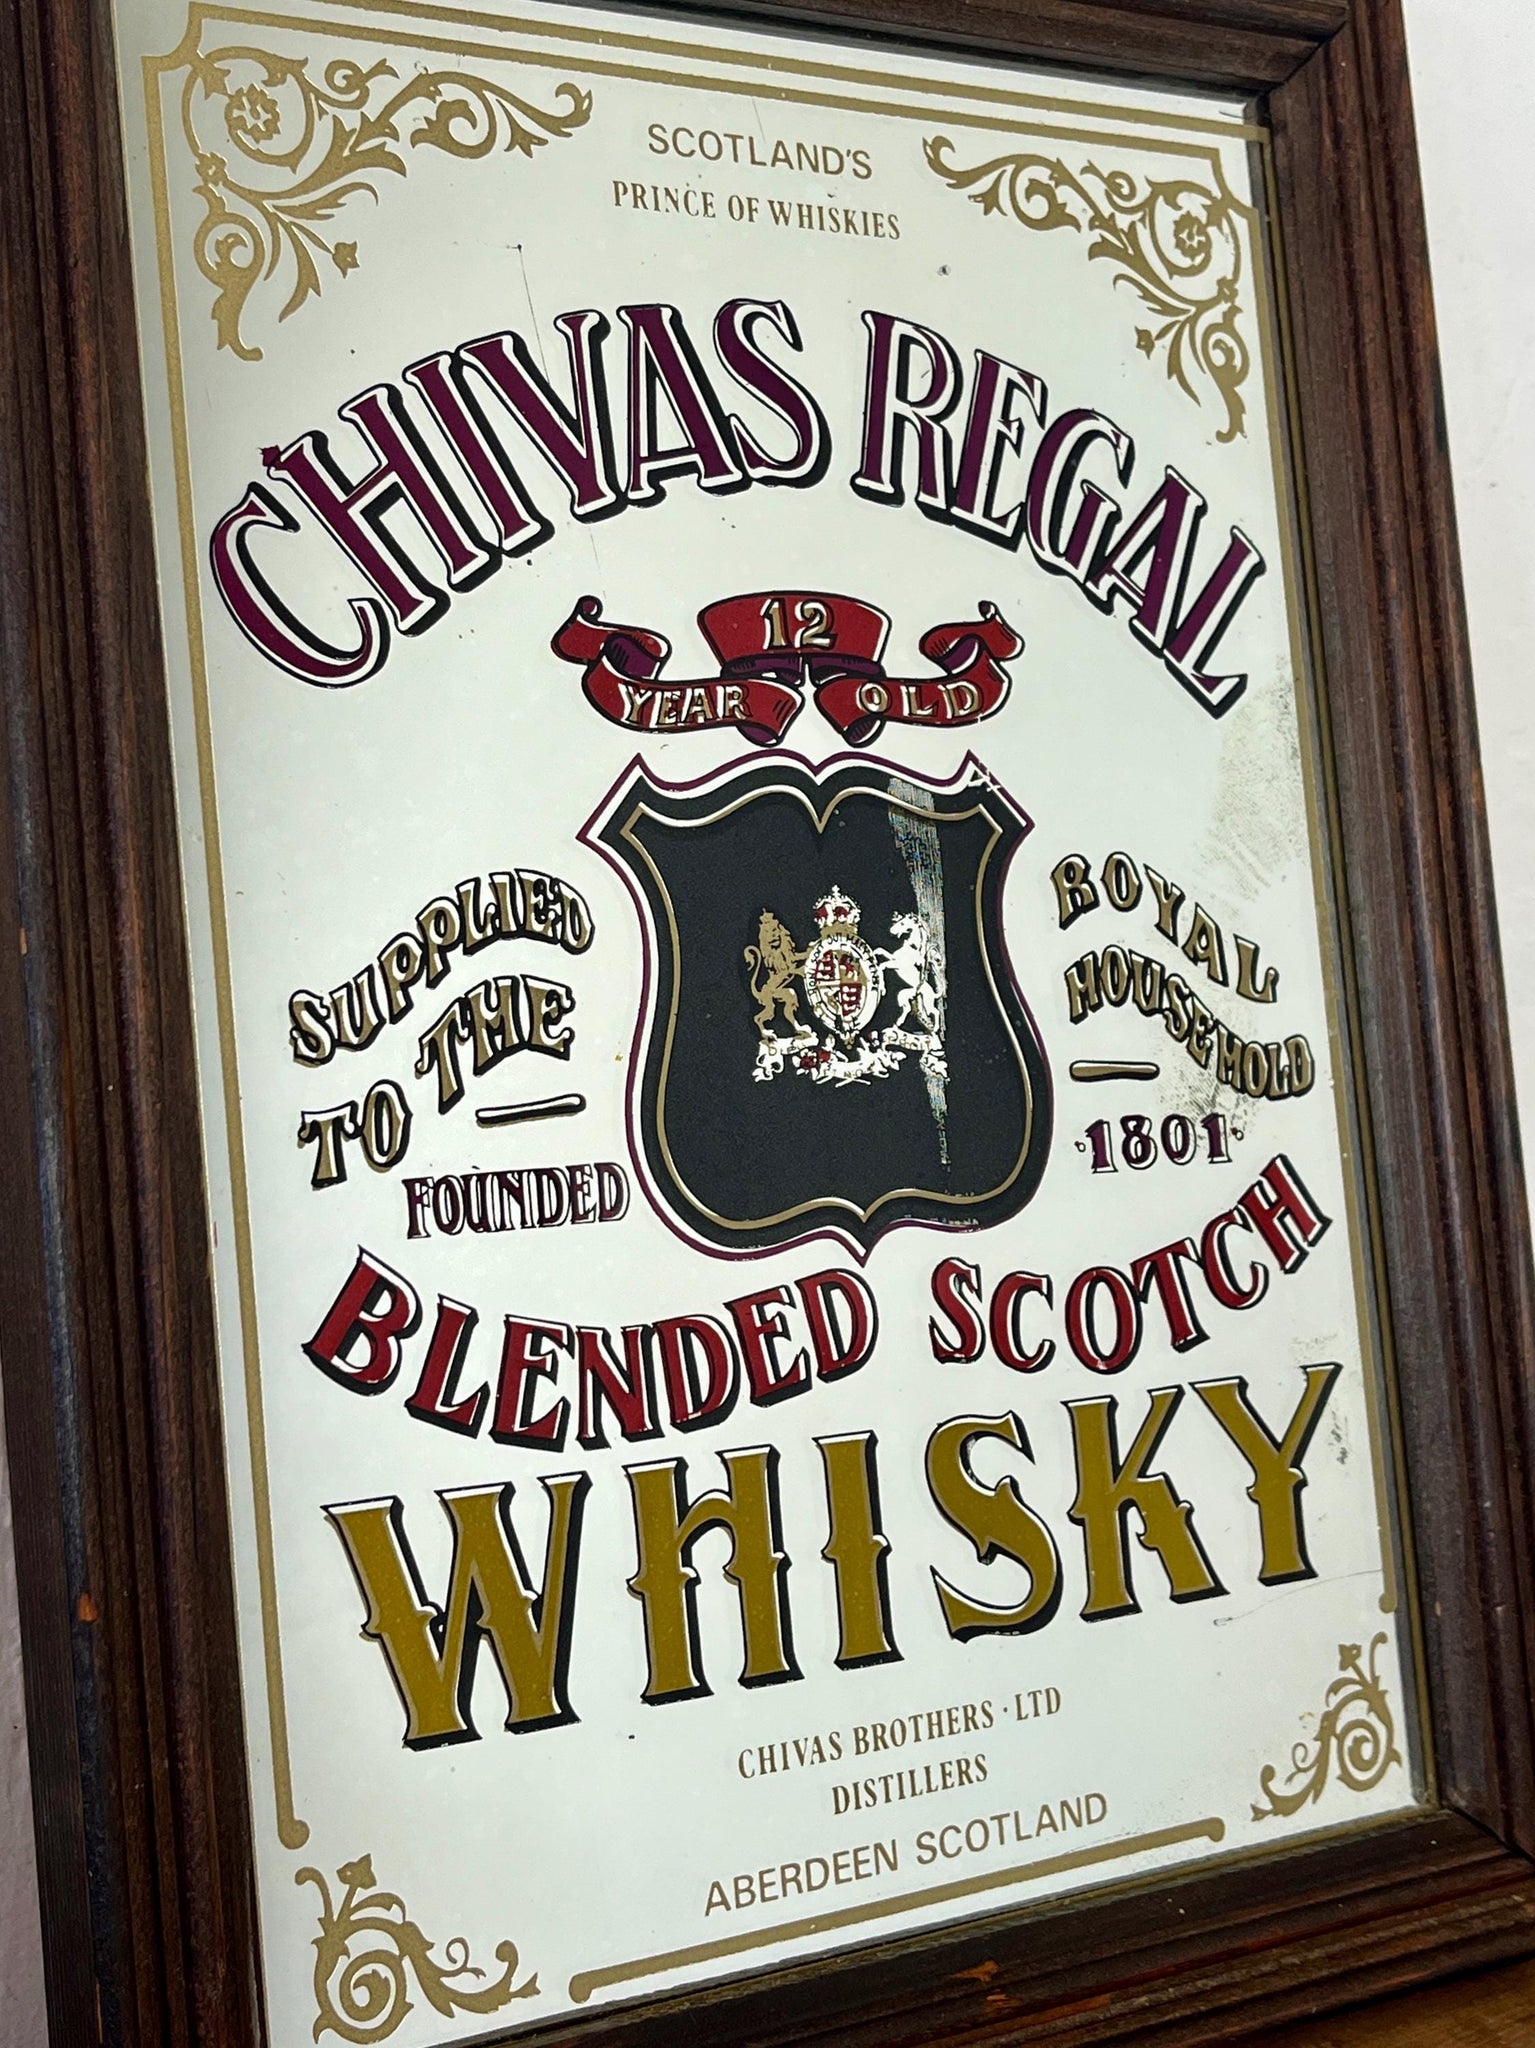 SCOTLAND'S
PRINCE OF WHISKIES
CHIVAS REGAL
12
YEAR OLD
SUPPLIED
TO THE
ROYAL
HOUSEHOLD
FOUNDED
1801
BLENDED SCOTCH
WHISKY
CHIVAS BROTHERS · LTD
DISTILLERS
ABERDEEN SCOTLAND